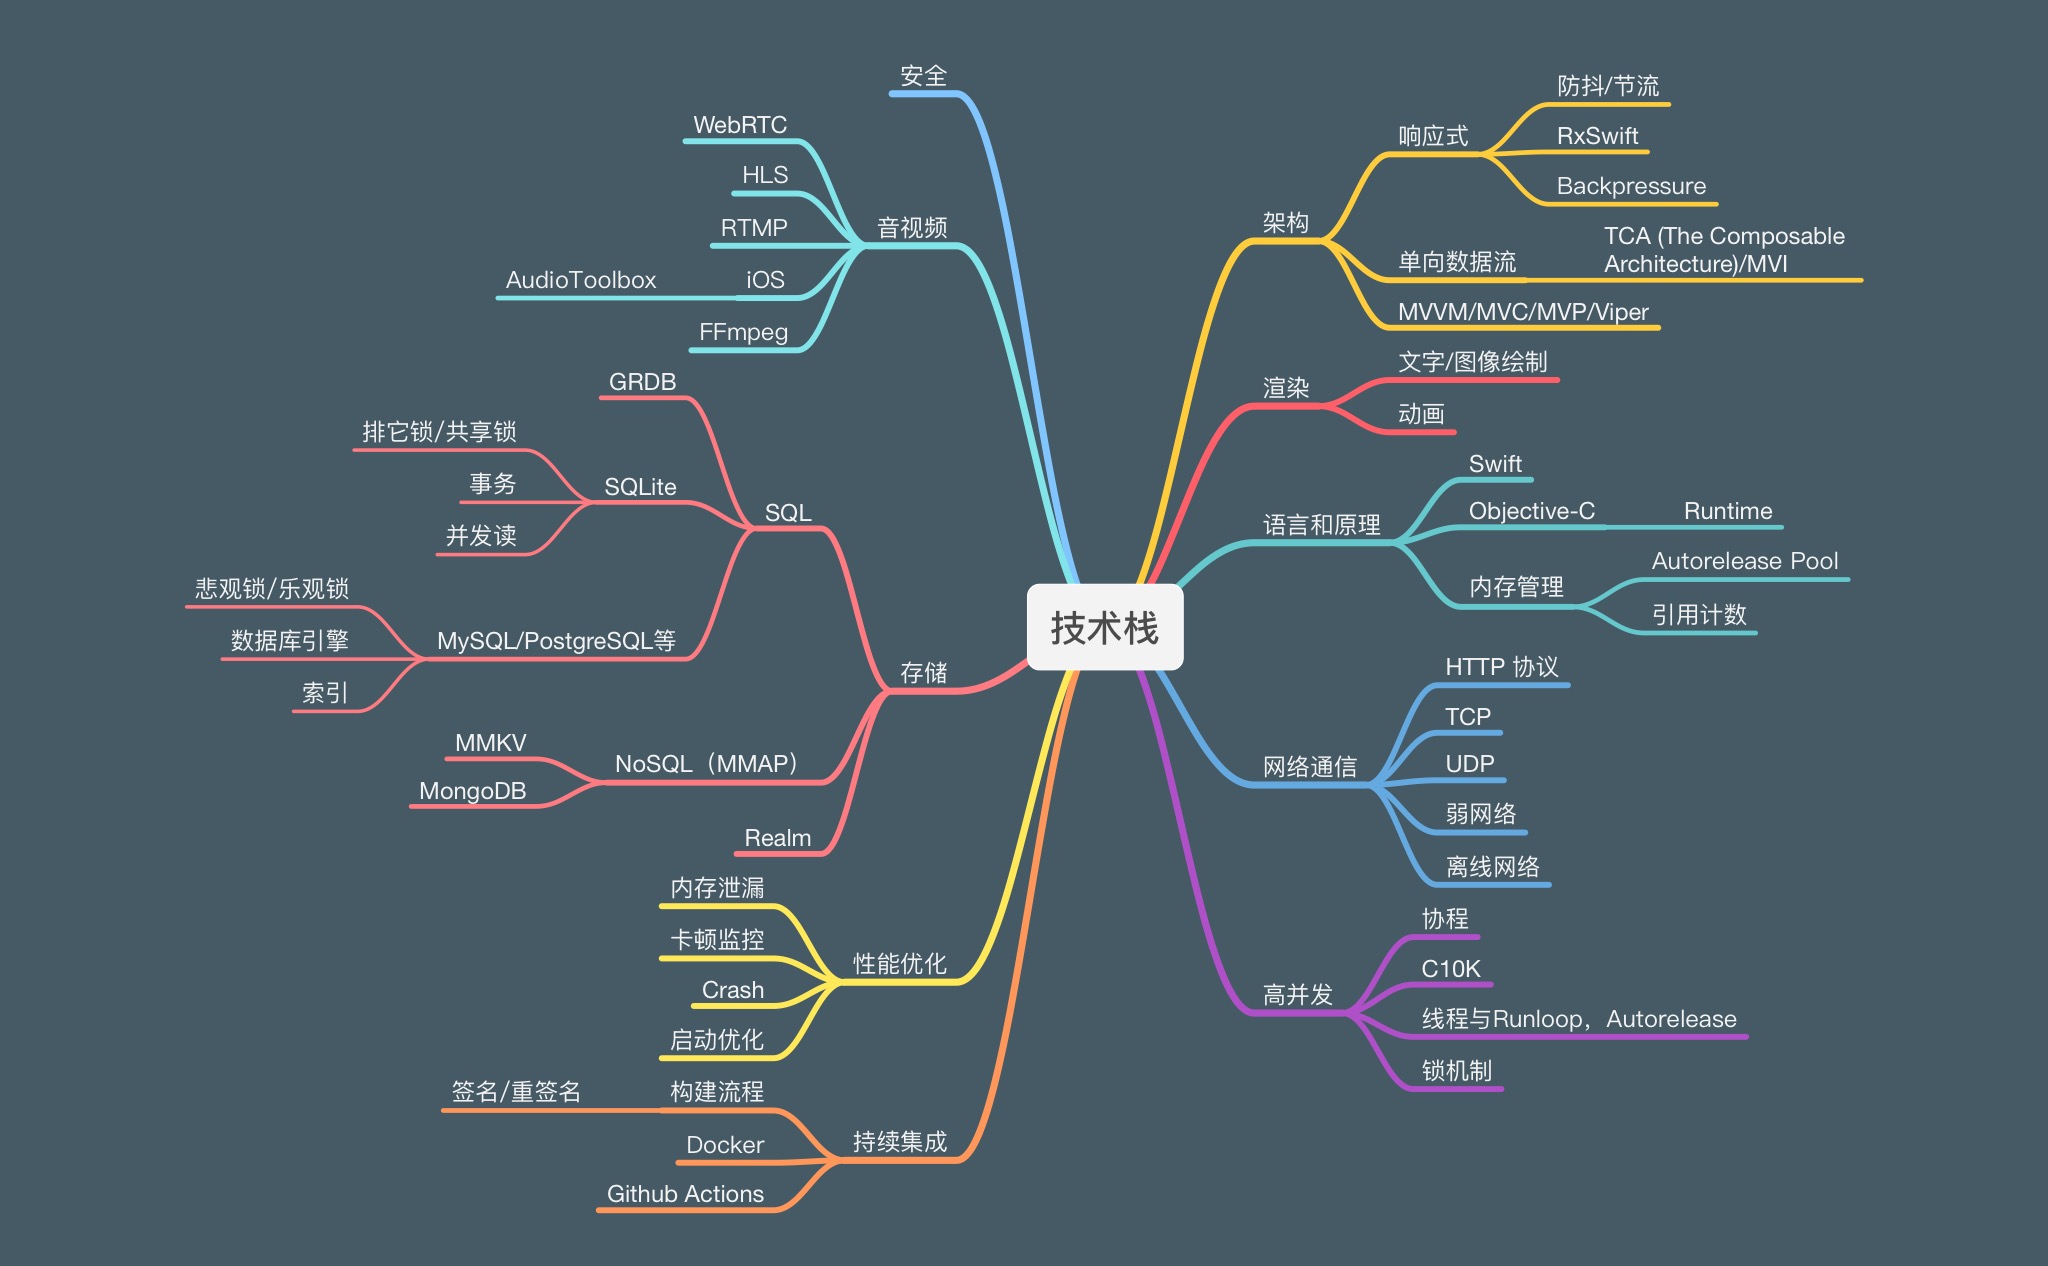 技术栈
架构
响应式
防抖/节流
RxSwift
Backpressure
单向数据流
TCA (The Composable
Architecture)/MVI
MVVM/MVC/MVP/Viper
渲染
文字/图像绘制
动画
语言和原理
Swift
Objective-C
Runtime
内存管理
Autorelease Pool
引用计数
网络通信
HTTP 协议
TCP
UDP
弱网络
离线网络
高并发
协程
C10K
线程与Runloop，Autorelease
锁机制
安全
音视频
WebRTC
HLS
RTMP
iOS
AudioToolbox
FFmpeg
存储
SQL
GRDB
SQLite
排它锁/共享锁
事务
并发读
MySQL/PostgreSQL等
悲观锁/乐观锁
数据库引擎
索引
NoSQL（MMAP）
MMKV
MongoDB
Realm
性能优化
内存泄漏
卡顿监控
Crash
启动优化
持续集成
构建流程
签名/重签名
Docker
Github Actions